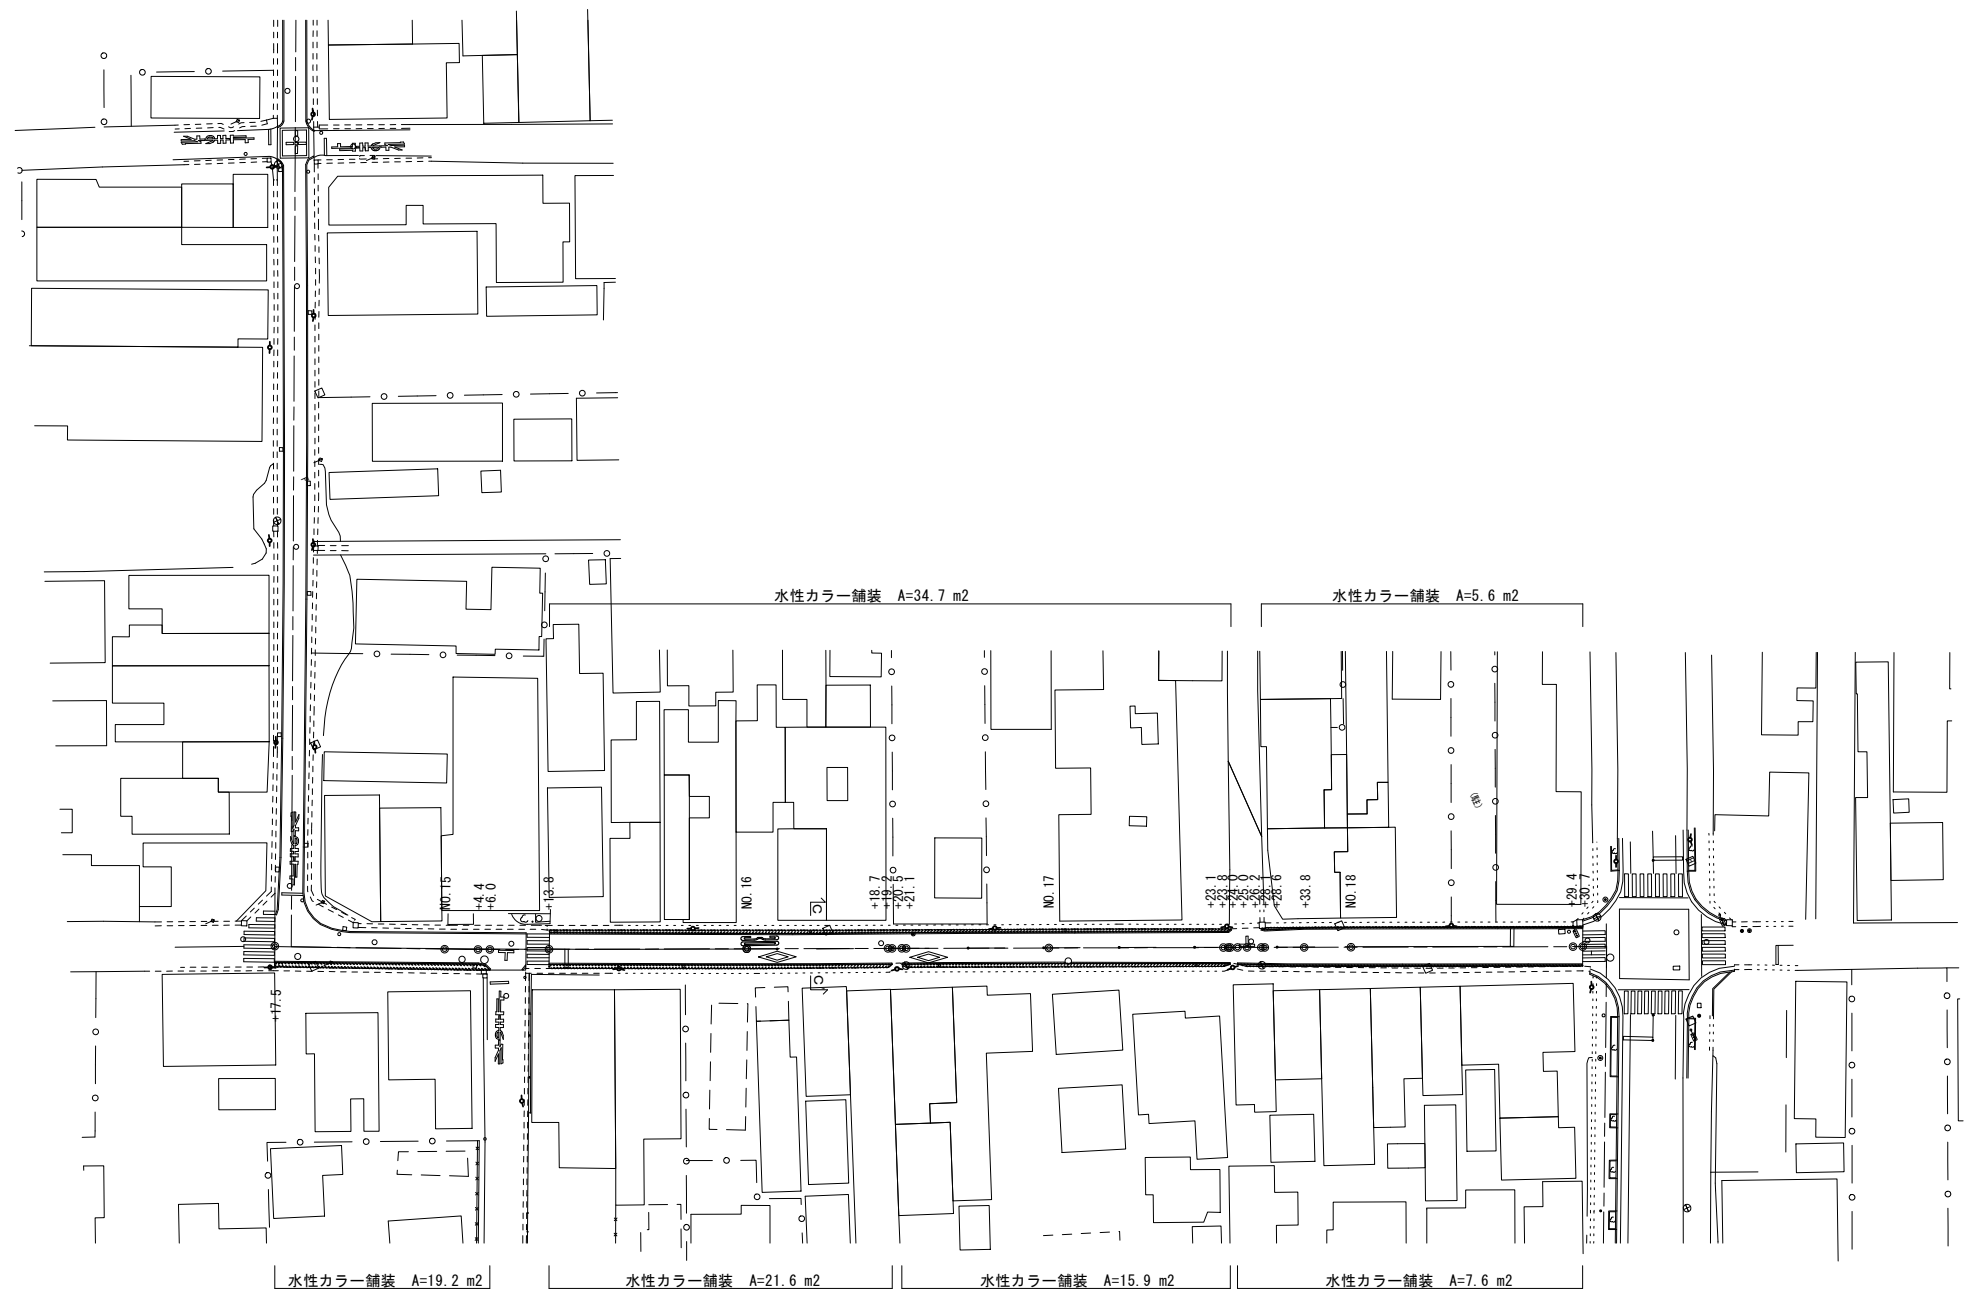 水性カラー舗装 A=34.7 m2
水性カラー舗装 A=5.6 m2
NO.15
+4.4
+6.0
+13.8
NO.16
+18.7
+19.2
+20.5
+21.1
NO.17
+23.1
+23.8
+24.0
+25.0
+26.2
+28.1
+28.6
+33.8
NO.18
+29.4
+30.7
C
C
+17.5
水性カラー舗装 A=19.2 m2
水性カラー舗装 A=21.6 m2
水性カラー舗装 A=15.9 m2
水性カラー舗装 A=7.6 m2